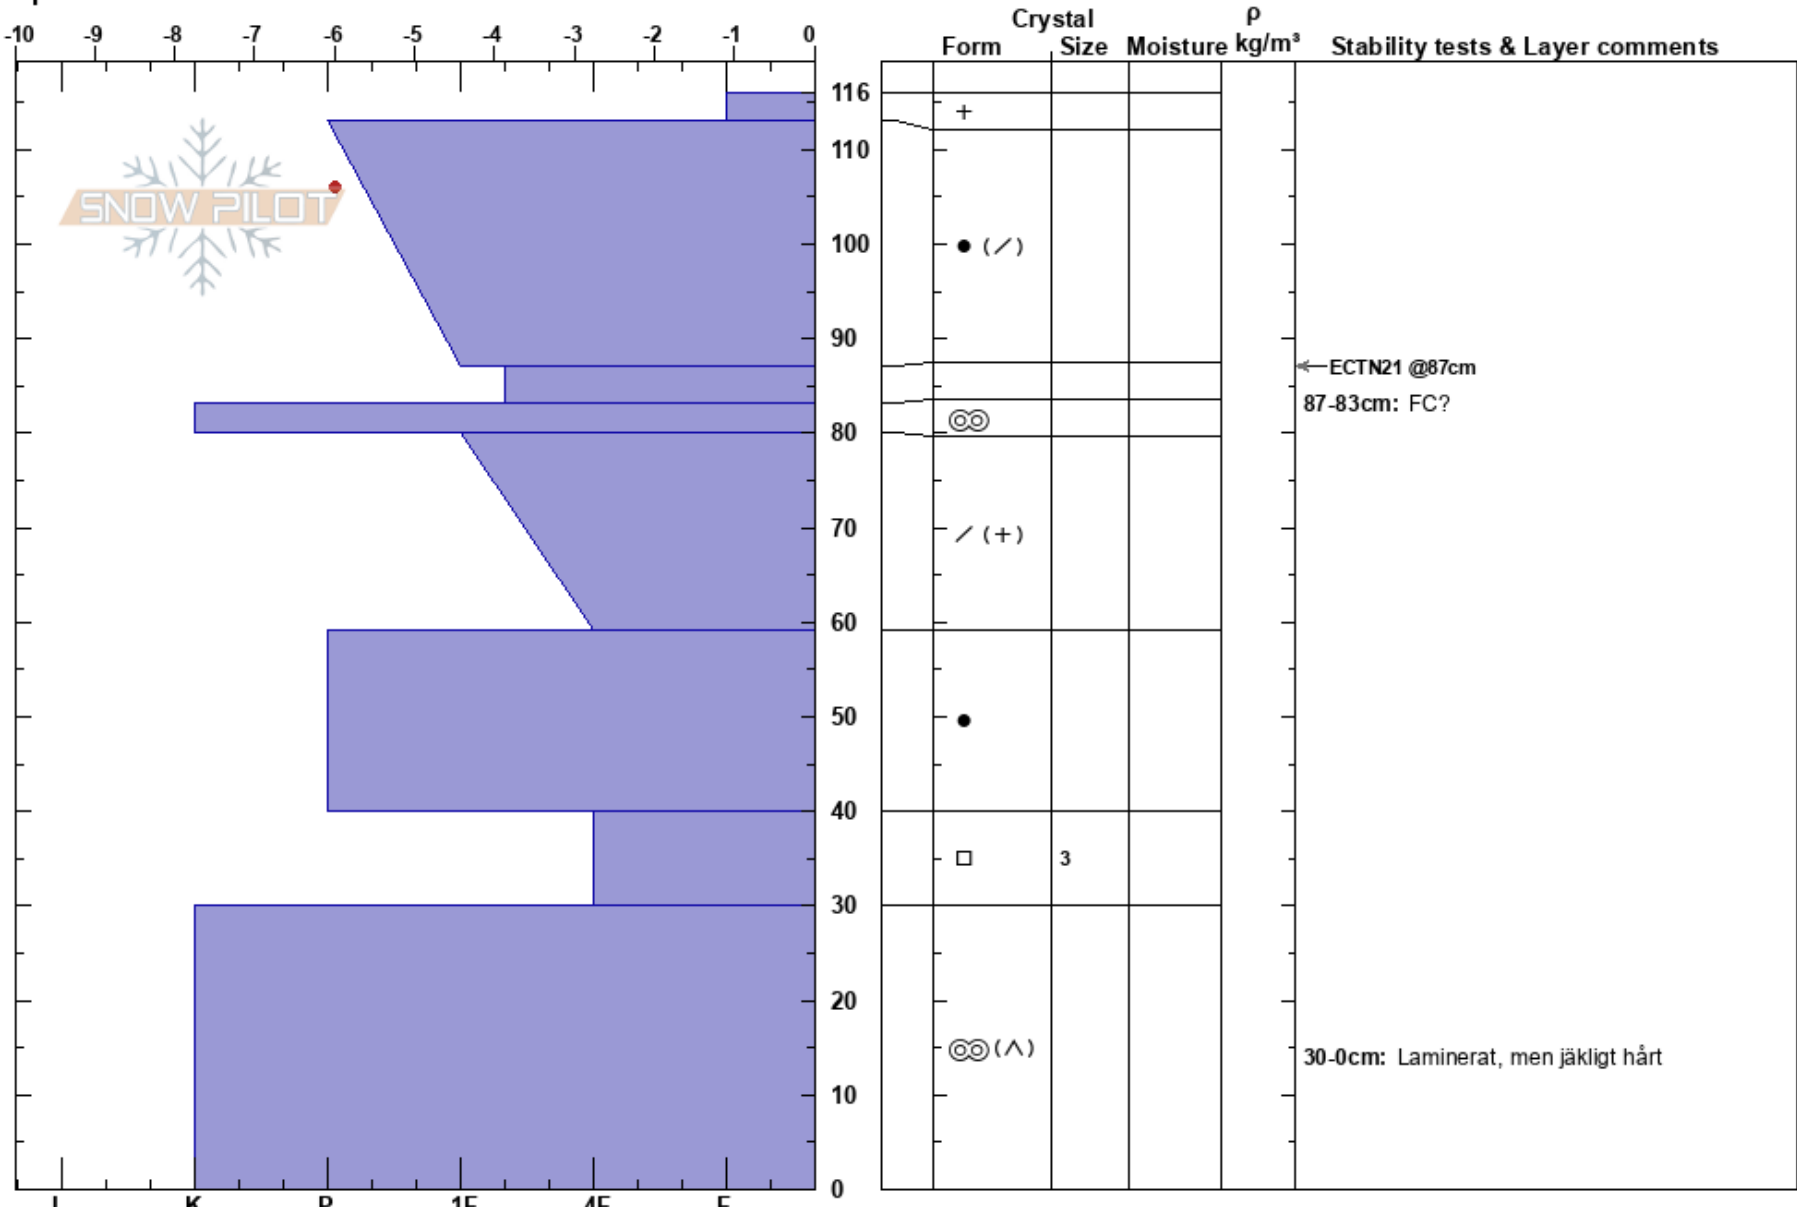 -10 -9 -8 -7 -6 -5 -4 -3 -2 -1 0
Crystal ρ
Form Size Moisture kg/m³ Stability tests & Layer comments
116
+
110
SNOW PILOT
100
● (/)
90
ECTN21 @87cm
87-83cm: FC?
80
70
/ (+)
60
50
●
40
□ 3
30
20
(∧)
30-0cm: Laminerat, men jäkligt hårt
10
0
K P 1F 4F F